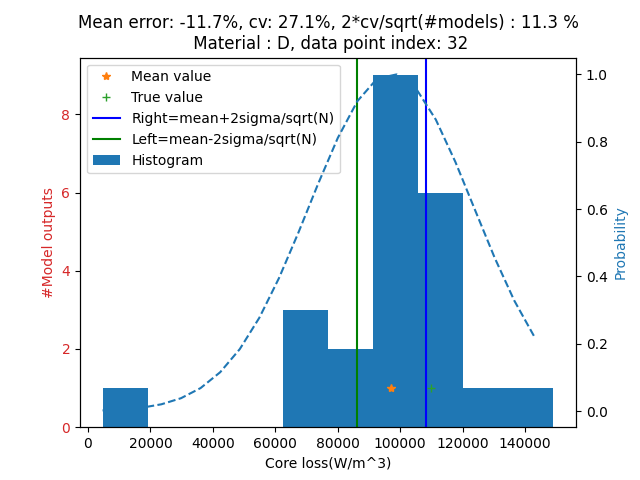 Mean error: -11.7%, cv: 27.1%, 2*cv/sqrt(#models) : 11.3 %
Material : D, data point index: 32
Mean value
True value
Right=mean+2sigma/sqrt(N)
Left=mean-2sigma/sqrt(N)
Histogram
#Model outputs
0
2
4
6
8
Probability
0.0
0.2
0.4
0.6
0.8
1.0
0 20000 40000 60000 80000 100000 120000 140000
Core loss(W/m^3)